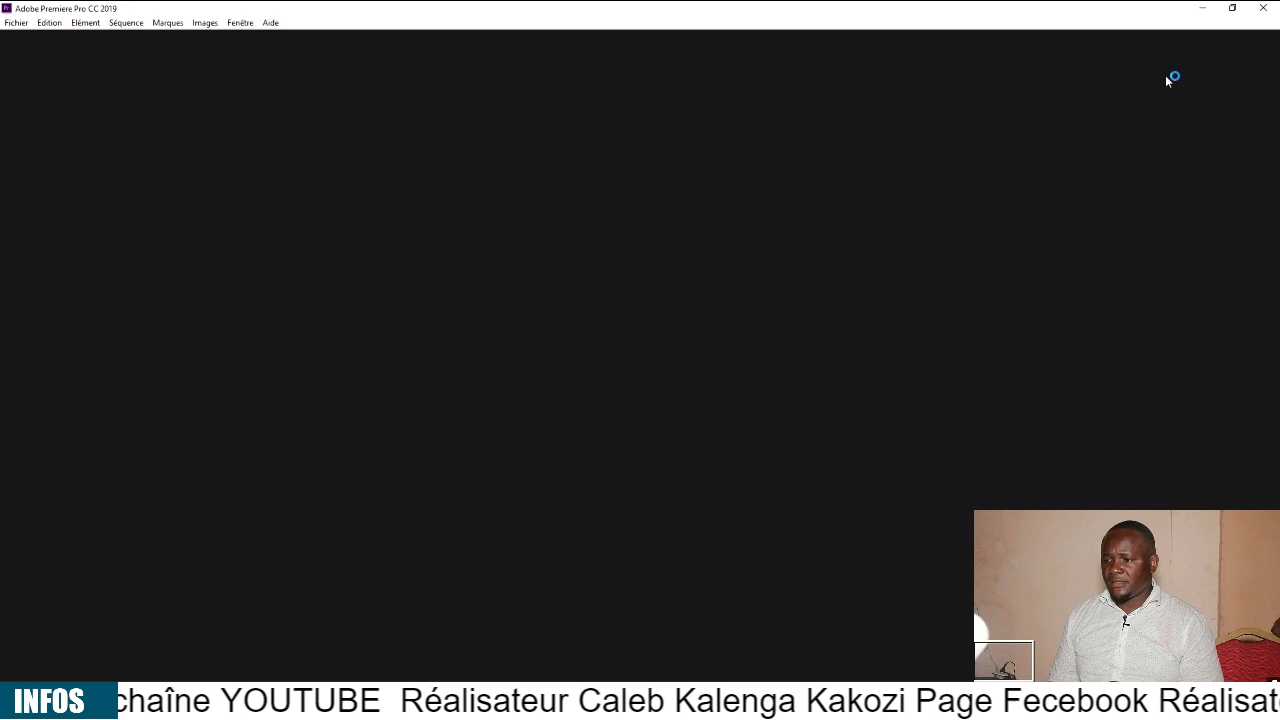 Adobe Premiere Pro CC 2019
Fichier Edition Elément Séquence Marques Images Fenêtre Aide
INFOS chaîne YOUTUBE Réalisateur Caleb Kalenga Kakozi Page Fecebook Réalisat